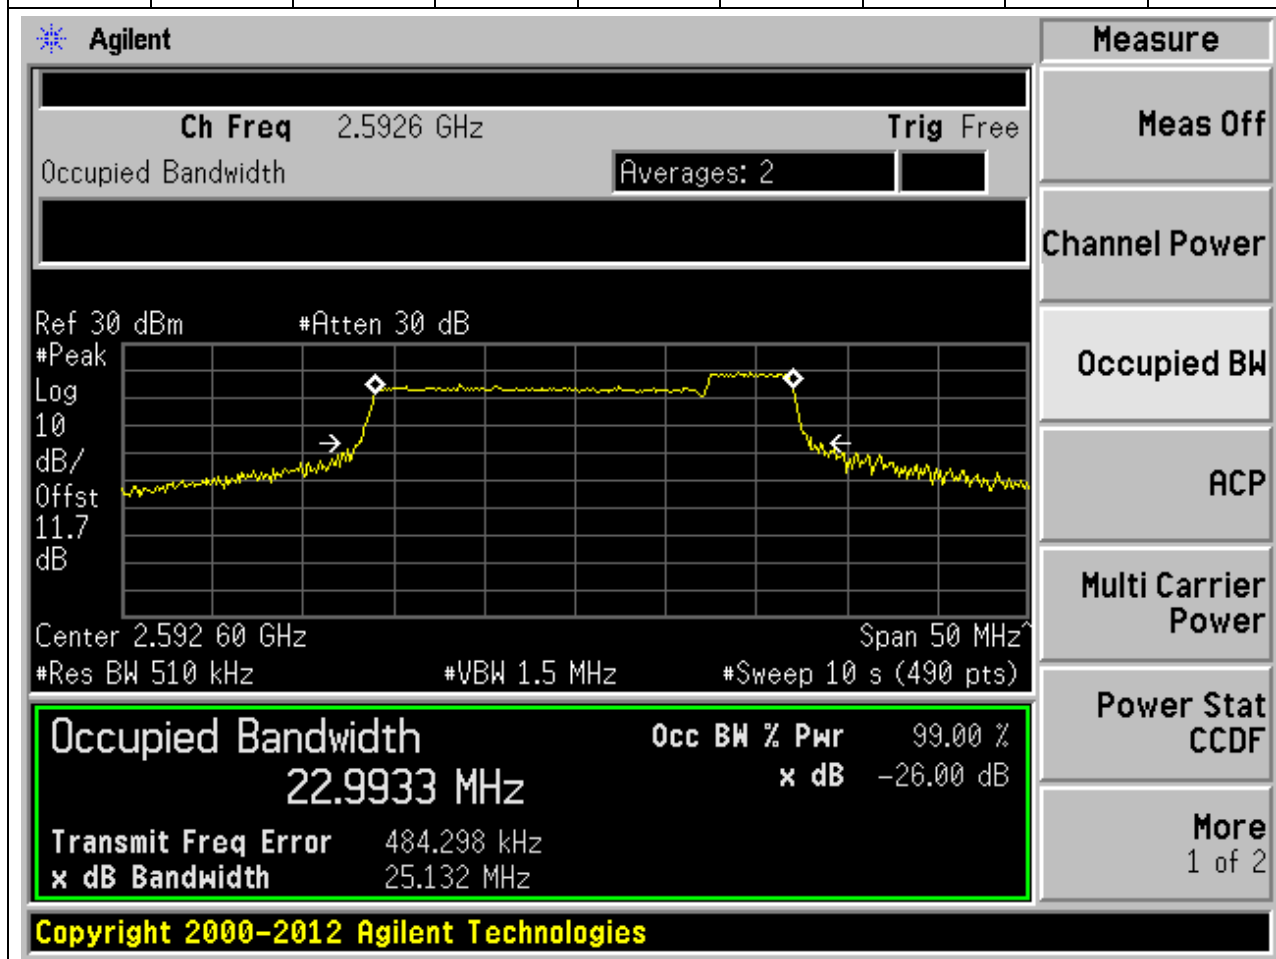 Agilent
Measure
Ch Freq 2.5926 GHz Trig Free
Meas Off
Occupied Bandwidth Averages: 2
Channel Power
Ref 30 dBm #Atten 30 dB
#Peak
Log
10
dB/
Offst
11.7
dB
Occupied BW
ACP
Center 2.592 60 GHz Span 50 MHz^
#Res BW 510 kHz #VBW 1.5 MHz #Sweep 10 s (490 pts)
Multi Carrier
Power
Occupied Bandwidth Occ BW % Pwr 99.00 %
22.9933 MHz x dB -26.00 dB
Power Stat
CCDF
Transmit Freq Error 484.298 kHz
x dB Bandwidth 25.132 MHz
More
1 of 2
Copyright 2000-2012 Agilent Technologies